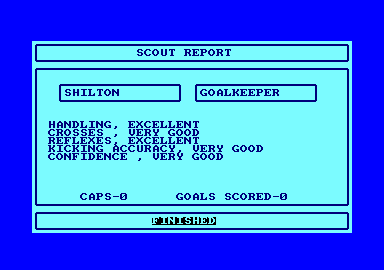 SCOUT REPORT
SHILTON GOALKEEPER
HANDLING, EXCELLENT
CROSSES , VERY GOOD
REFLEXES, EXCELLENT
KICKING ACCURACY, VERY GOOD
CONFIDENCE , VERY GOOD
CAPS-0 GOALS SCORED-0
FINISHED